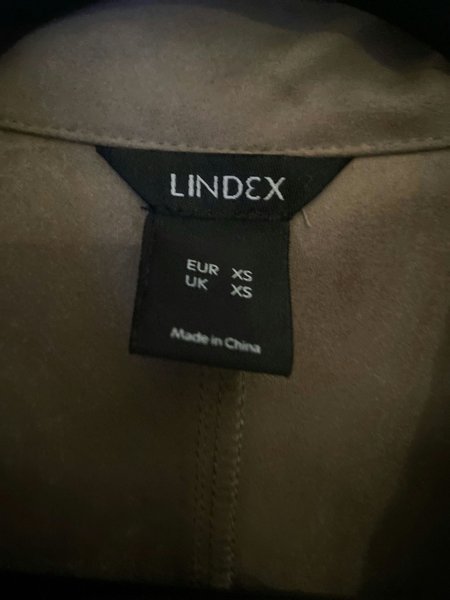 LINDEX
EUR XS
UK XS
Made in China